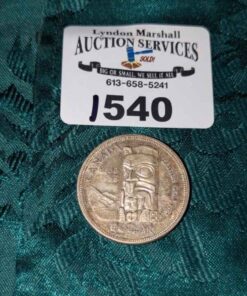 Lyndon Marshall
AUCTION SERVICES
SOLD!
BIG OR SMALL, WE SELL IT ALL
613-658-5241
1540
CANADA